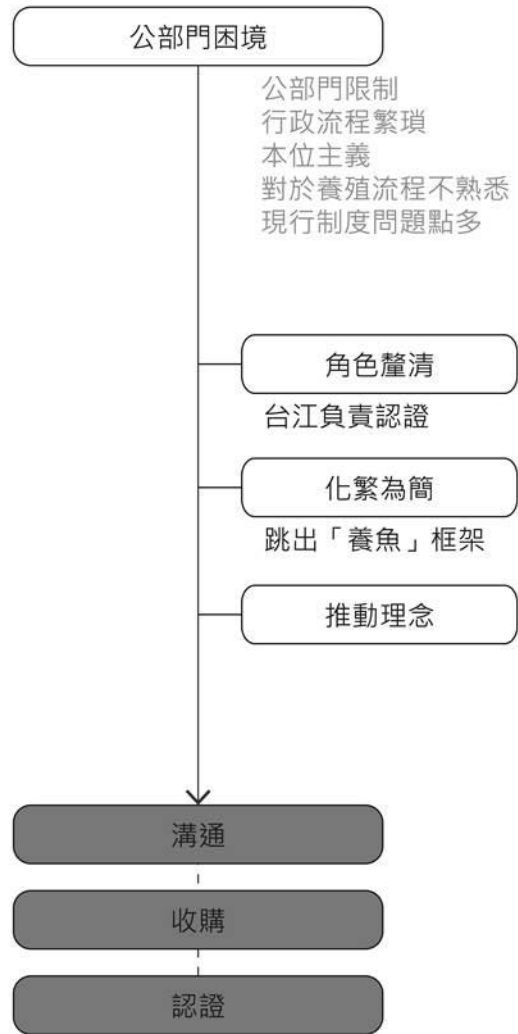 公部門困境
公部門限制
行政流程繁瑣
本位主義
對於養殖流程不熟悉
現行制度問題點多
角色釐清
台江負責認證
化繁為簡
跳出「養魚」框架
推動理念
溝通
收購
認證